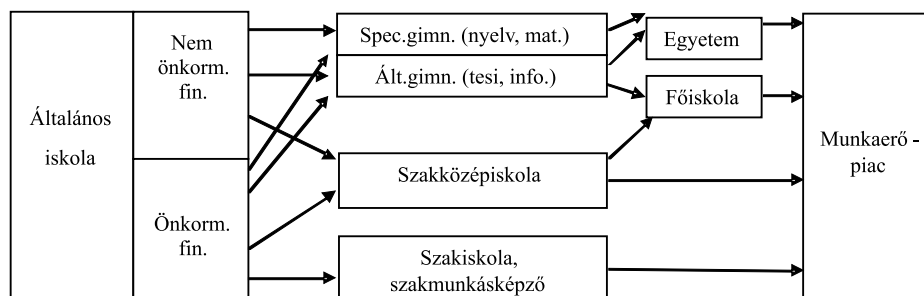 Általános
iskola
Nem
önkorm.
fin.
Önkorm.
fin.
Spec.gimn. (nyelv, mat.)
Ált.gimn. (tesi, info.)
Szakközépiskola
Szakiskola,
szakmunkásképző
Egyetem
Főiskola
Munkaerő -
piac